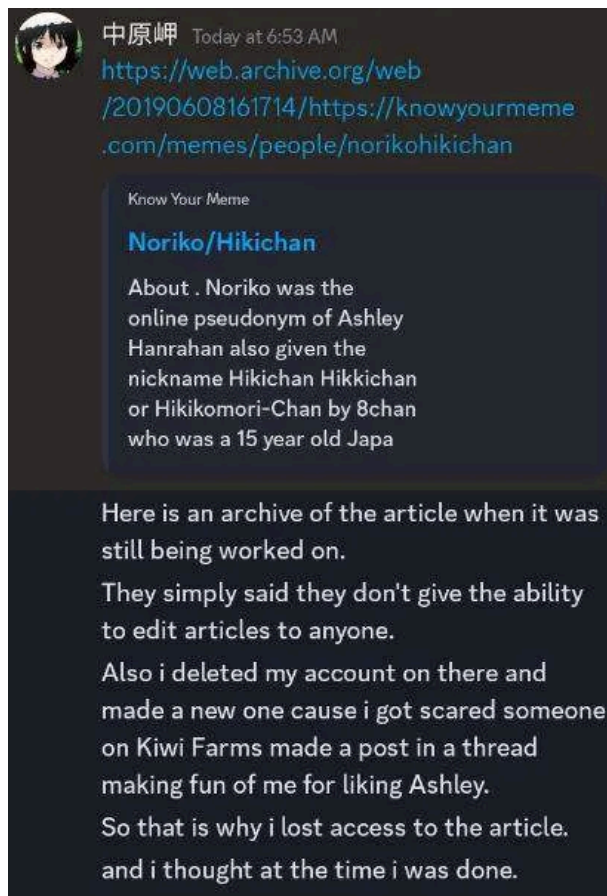 中原岬 Today at 6:53 AM
https://web.archive.org/web
/20190608161714/https://knowyourmeme
.com/memes/people/norikohikichan
Know Your Meme
Noriko/Hikichan
About . Noriko was the
online pseudonym of Ashley
Hanrahan also given the
nickname Hikichan Hikkichan
or Hikikomori-Chan by 8chan
who was a 15 year old Japa
Here is an archive of the article when it was
still being worked on.
They simply said they don't give the ability
to edit articles to anyone.
Also i deleted my account on there and
made a new one cause i got scared someone
on Kiwi Farms made a post in a thread
making fun of me for liking Ashley.
So that is why i lost access to the article.
and i thought at the time i was done.